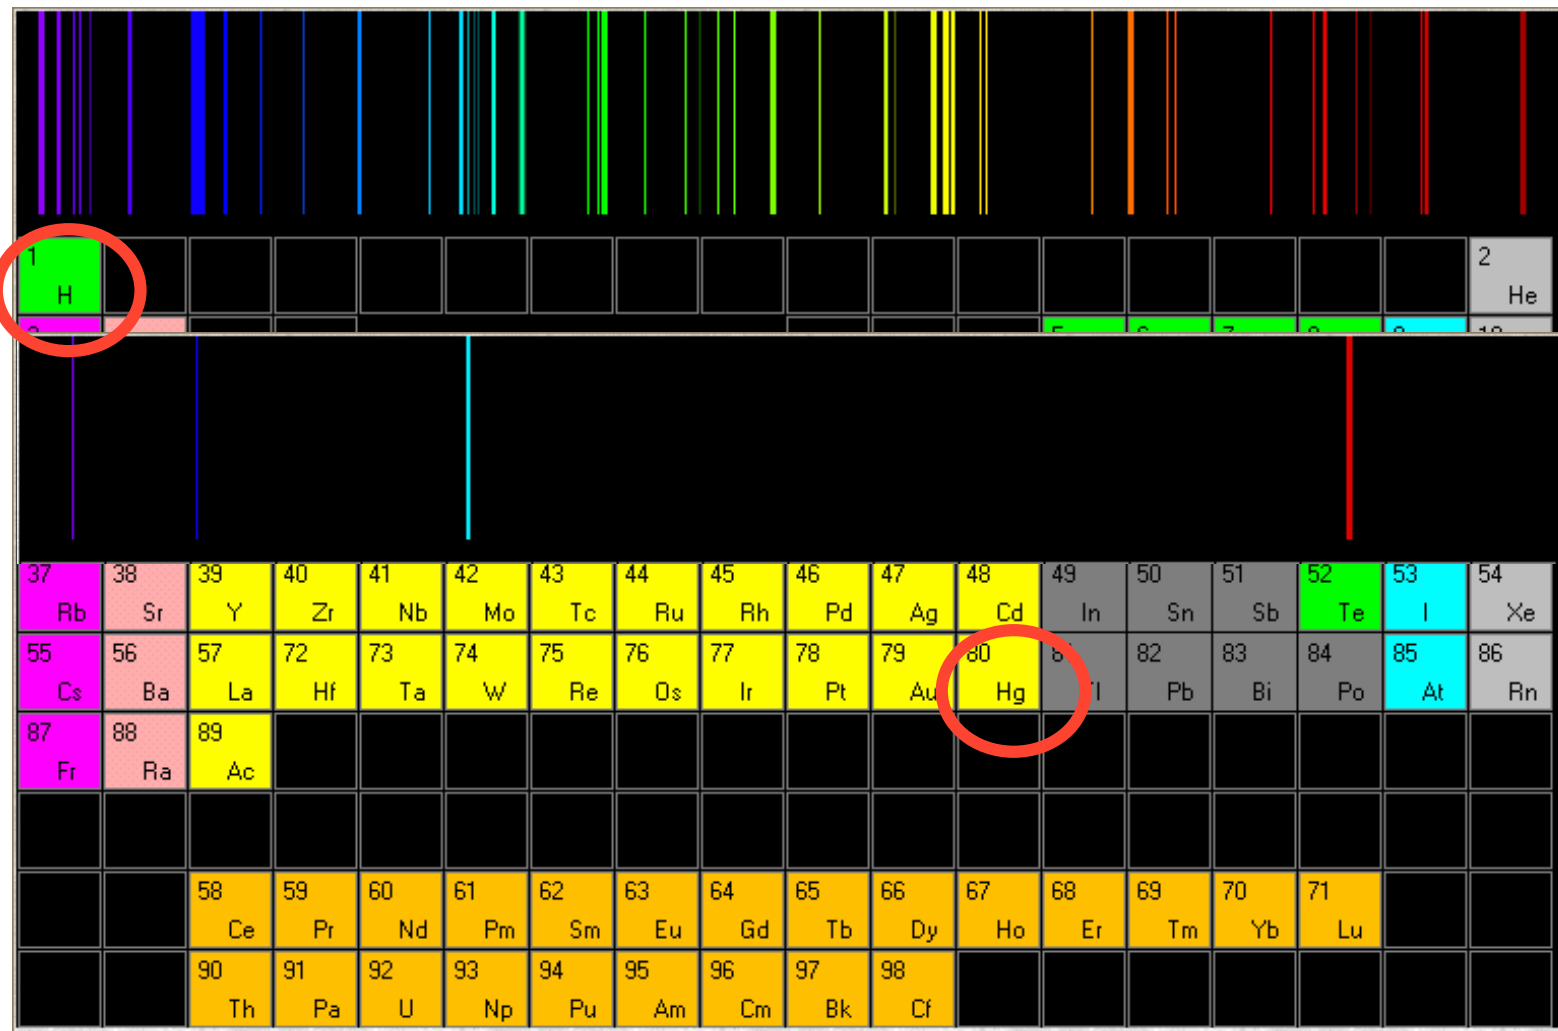 1 2
H He
37 38 39 40 41 42 43 44 45 46 47 48 49 50 51 52 53 54
Rb Sr Y Zr Nb Mo Tc Ru Rh Pd Ag Cd In Sn Sb Te I Xe
55 56 57 72 73 74 75 76 77 78 79 80 82 83 84 85 86
Cs Ba La Hf Ta W Re Os Ir Pt Au Hg Pb Bi Po At Rn
87 88 89
Fr Ra Ac
58 59 60 61 62 63 64 65 66 67 68 69 70 71
Ce Pr Nd Pm Sm Eu Gd Tb Dy Ho Er Tm Yb Lu
90 91 92 93 94 95 96 97 98
Th Pa U Np Pu Am Cm Bk Cf